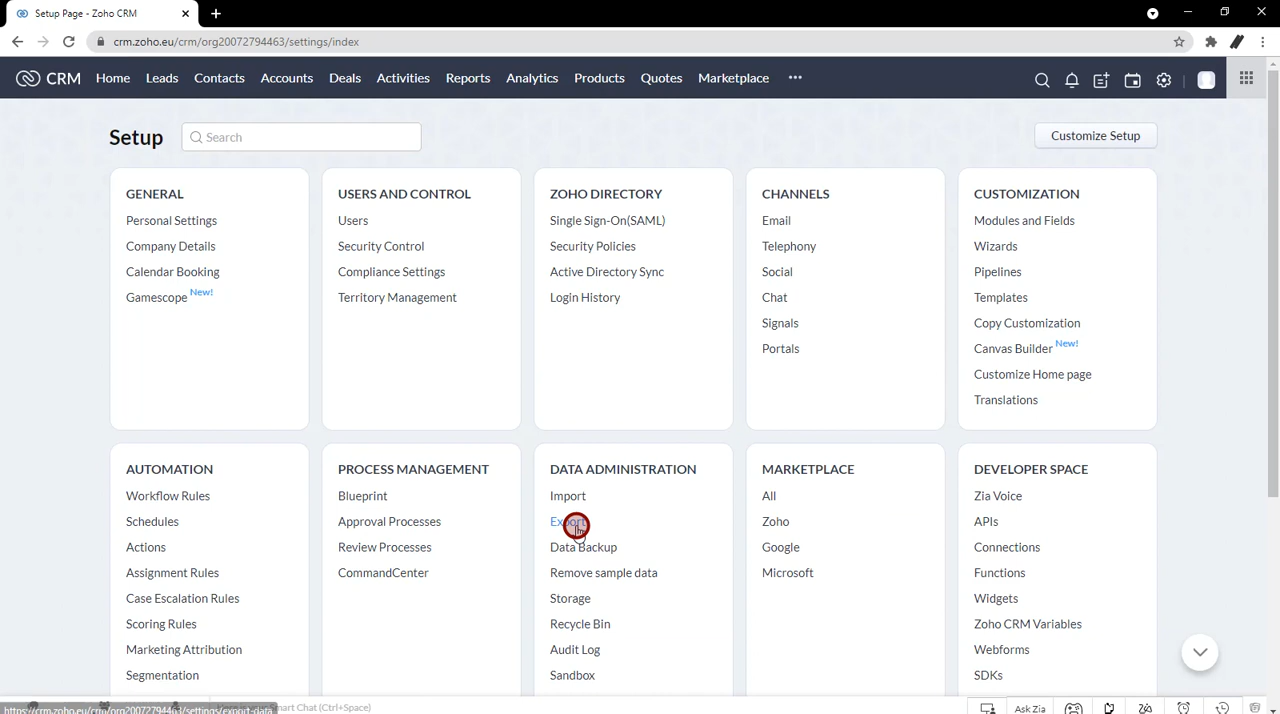 Setup Page - Zoho CRM
crm.zoho.eu/crm/org20072794463/settings/index
CRM Home Leads Contacts Accounts Deals Activities Reports Analytics Products Quotes Marketplace
Setup Search Customize Setup
GENERAL
Personal Settings
Company Details
Calendar Booking
Gamescope New!
USERS AND CONTROL
Users
Security Control
Compliance Settings
Territory Management
ZOHO DIRECTORY
Single Sign-On(SAML)
Security Policies
Active Directory Sync
Login History
CHANNELS
Email
Telephony
Social
Chat
Signals
Portals
CUSTOMIZATION
Modules and Fields
Wizards
Pipelines
Templates
Copy Customization
Canvas Builder New!
Customize Home page
Translations
AUTOMATION
Workflow Rules
Schedules
Actions
Assignment Rules
Case Escalation Rules
Scoring Rules
Marketing Attribution
Segmentation
PROCESS MANAGEMENT
Blueprint
Approval Processes
Review Processes
CommandCenter
DATA ADMINISTRATION
Import
Export
Data Backup
Remove sample data
Storage
Recycle Bin
Audit Log
Sandbox
MARKETPLACE
All
Zoho
Google
Microsoft
DEVELOPER SPACE
Zia Voice
APIs
Connections
Functions
Widgets
Zoho CRM Variables
Webforms
SDKs
https://crm.zoho.eu/crm/org20072794463/settings/export-data
Smart Chat (Ctrl+Space)
Ask Zia